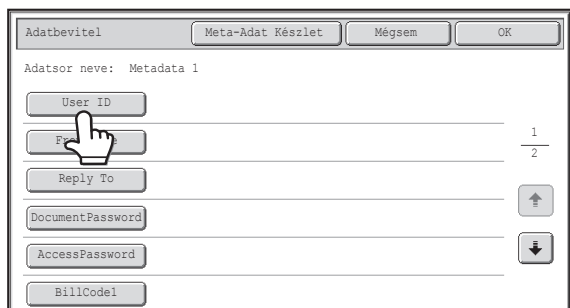 Adatbevitel Meta-Adat Készlet Mégsem OK
Adatsor neve: Metadata 1
User ID
1
2
Reply To
DocumentPassword
AccessPassword
BillCode1